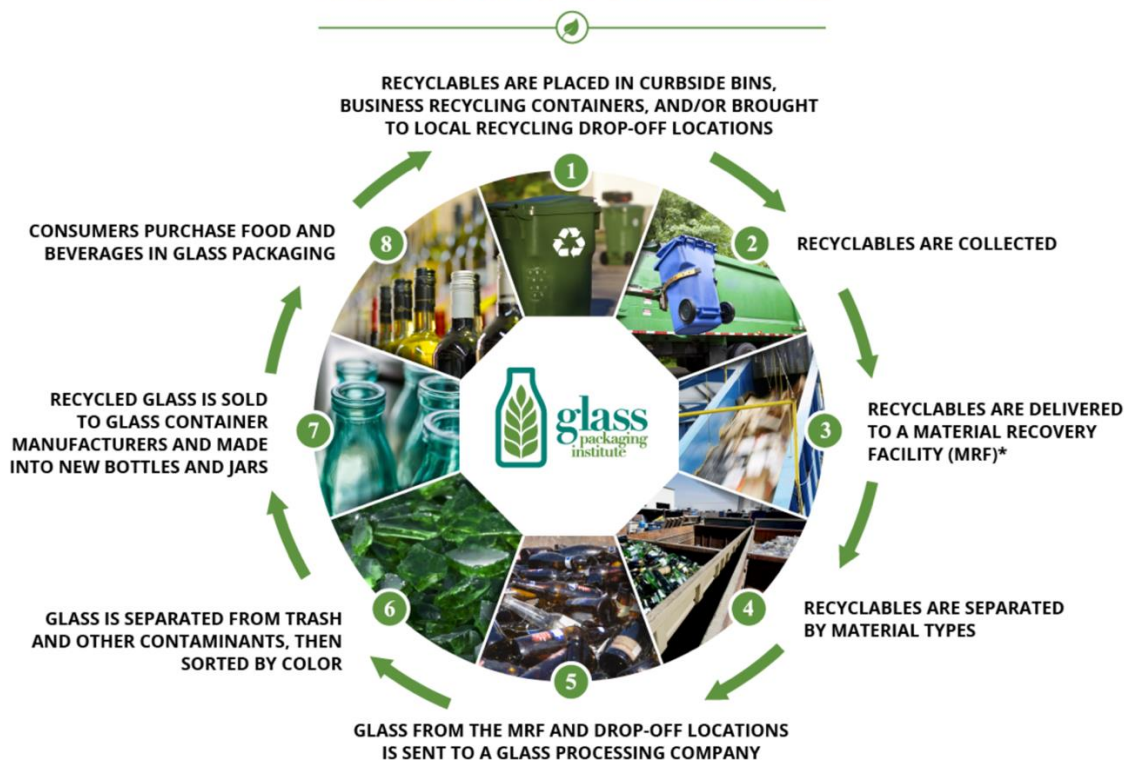 RECYCLABLES ARE PLACED IN CURBSIDE BINS,
BUSINESS RECYCLING CONTAINERS, AND/OR BROUGHT
TO LOCAL RECYCLING DROP-OFF LOCATIONS
1
2
RECYCLABLES ARE COLLECTED
3
RECYCLABLES ARE DELIVERED
TO A MATERIAL RECOVERY
FACILITY (MRF)*
4
RECYCLABLES ARE SEPARATED
BY MATERIAL TYPES
5
GLASS FROM THE MRF AND DROP-OFF LOCATIONS
IS SENT TO A GLASS PROCESSING COMPANY
6
GLASS IS SEPARATED FROM TRASH
AND OTHER CONTAMINANTS, THEN
SORTED BY COLOR
7
RECYCLED GLASS IS SOLD
TO GLASS CONTAINER
MANUFACTURERS AND MADE
INTO NEW BOTTLES AND JARS
8
CONSUMERS PURCHASE FOOD AND
BEVERAGES IN GLASS PACKAGING
glass
packaging
institute